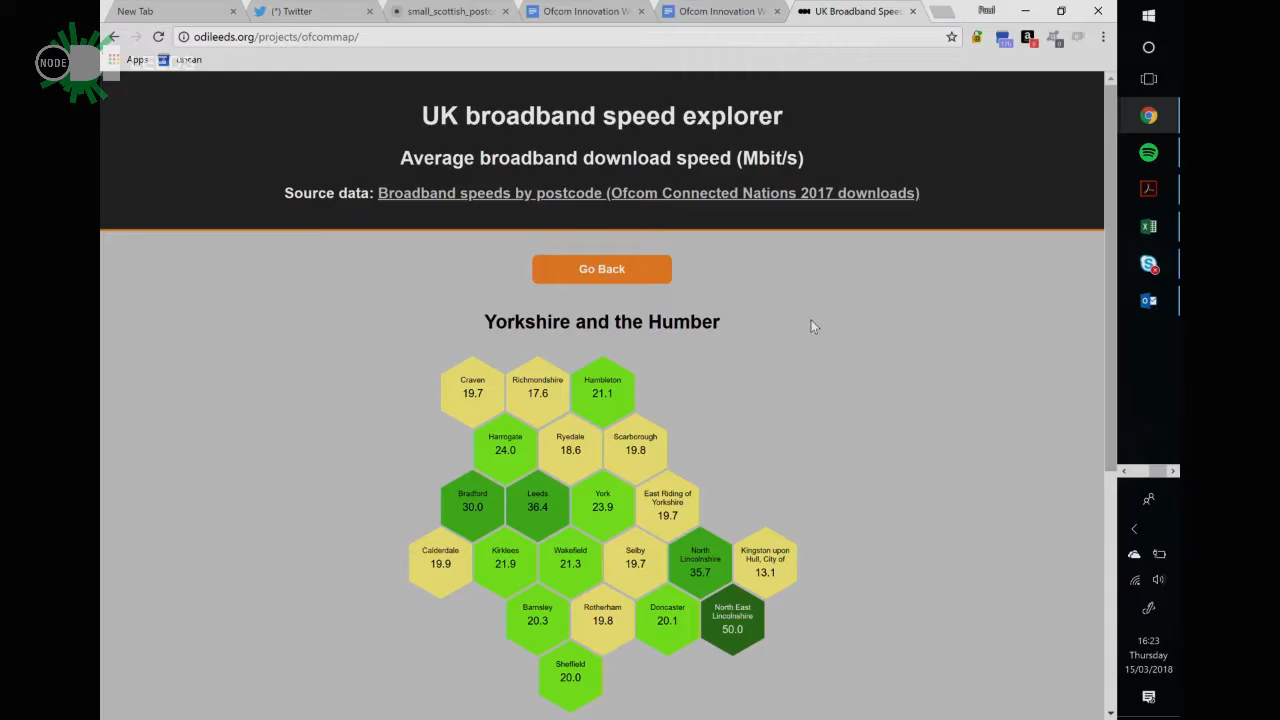 New Tab
(*) Twitter
small_scottish_postc
Ofcom Innovation W
Ofcom Innovation W
UK Broadband Speed
Paul
odileeds.org/projects/ofcommap/
NODE
Apps
UK broadband speed explorer
Average broadband download speed (Mbit/s)
Source data: Broadband speeds by postcode (Ofcom Connected Nations 2017 downloads)
Go Back
Yorkshire and the Humber
Craven
19.7
Richmondshire
17.6
Hambleton
21.1
Harrogate
24.0
Ryedale
18.6
Scarborough
19.8
Bradford
30.0
Leeds
36.4
York
23.9
East Riding of
Yorkshire
19.7
Calderdale
19.9
Kirklees
21.9
Wakefield
21.3
Selby
19.7
North
Lincolnshire
35.7
Kingston upon
Hull, City of
13.1
Barnsley
20.3
Rotherham
19.8
Doncaster
20.1
North East
Lincolnshire
50.0
Sheffield
20.0
16:23
Thursday
15/03/2018